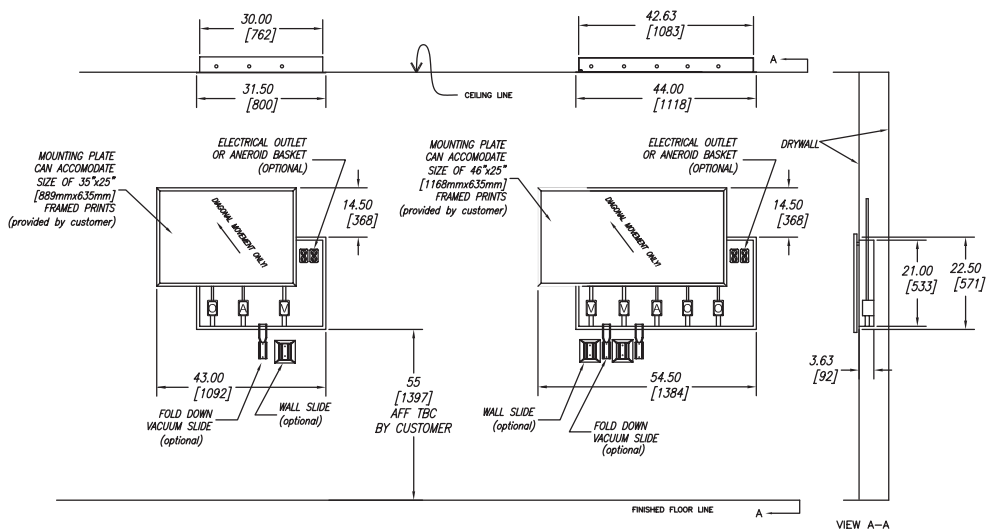 30.00
[762]
42.63
[1083]
A
31.50
[800]
CEILING LINE
44.00
[1118]
MOUNTING PLATE
CAN ACCOMODATE
SIZE OF 35"x25"
[889mmx635mm]
FRAMED PRINTS
(provided by customer)
ELECTRICAL OUTLET
OR ANEROID BASKET
(OPTIONAL)
MOUNTING PLATE
CAN ACCOMODATE
SIZE OF 46"x25"
[1168mmx635mm]
FRAMED PRINTS
(provided by customer)
ELECTRICAL OUTLET
OR ANEROID BASKET
(OPTIONAL)
DRYWALL
DIAGONAL MOVEMENT ONLY!
14.50
[368]
DIAGONAL MOVEMENT ONLY!
14.50
[368]
21.00
[533]
22.50
[571]
O A V
V V A O O
3.63
[92]
43.00
[1092]
55
[1397]
AFF TBC
BY CUSTOMER
54.50
[1384]
FOLD DOWN
VACUUM SLIDE
(optional)
WALL SLIDE
(optional)
WALL SLIDE
(optional)
FOLD DOWN
VACUUM SLIDE
(optional)
FINISHED FLOOR LINE
A
VIEW A-A